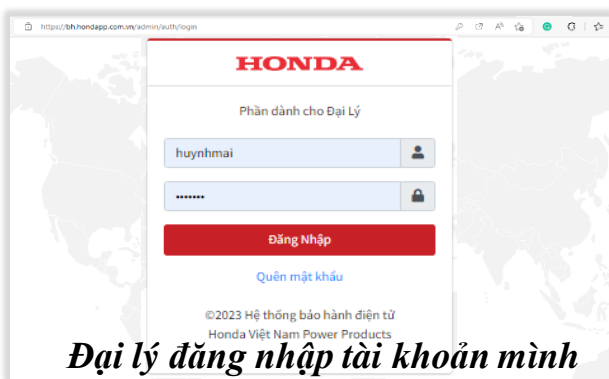 https://bh.hondapp.com.vn/admin/auth/login
HONDA
Phần dành cho Đại Lý
huynhmai
•••••••
Đăng Nhập
Quên mật khẩu
©2023 Hệ thống bảo hành điện tử
Honda Việt Nam Power Products
Đại lý đăng nhập tài khoản mình